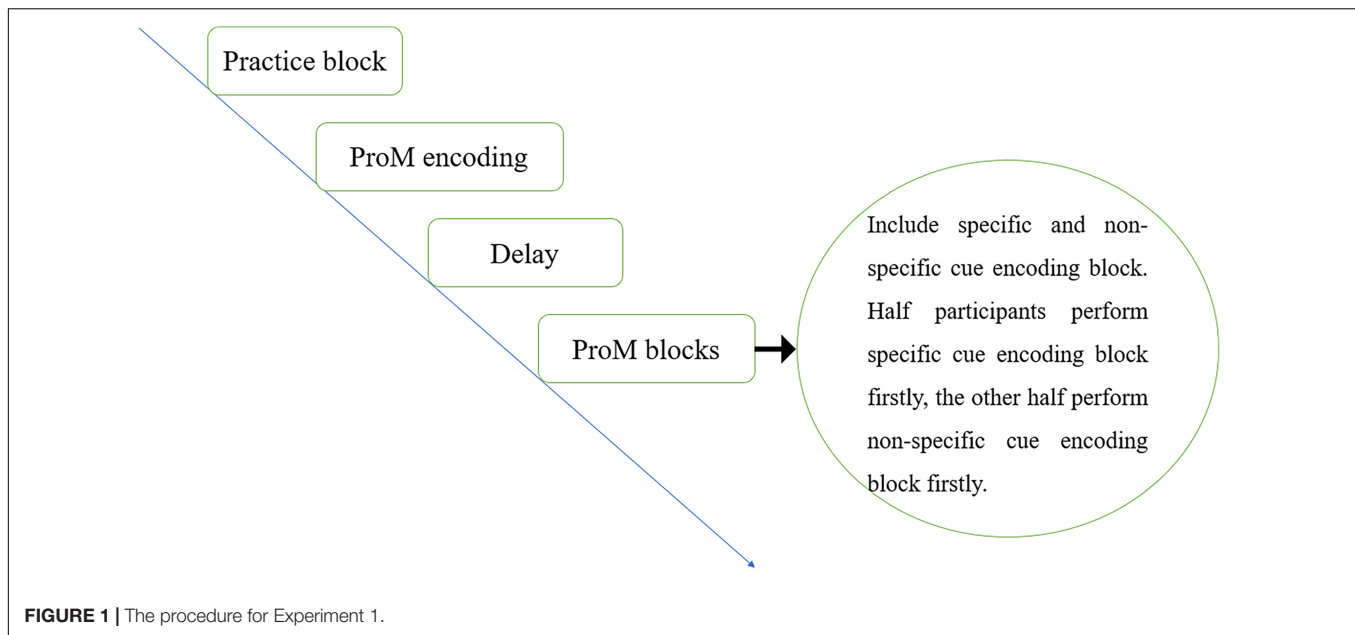 Practice block
ProM encoding
Delay
ProM blocks
Include specific and non-
specific cue encoding block.
Half participants perform
specific cue encoding block
firstly, the other half perform
non-specific cue encoding
block firstly.
FIGURE 1 | The procedure for Experiment 1.